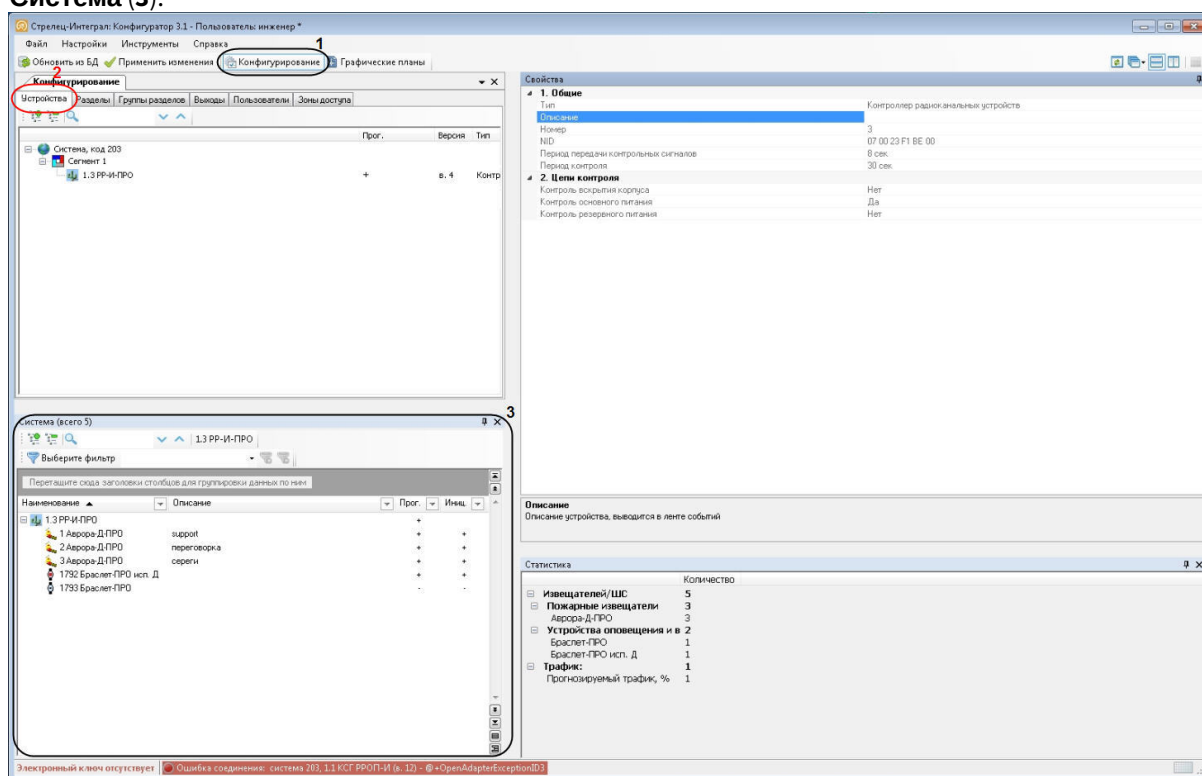 Система (3).
Стрелец-Интеграл: Конфигуратор 3.1 - Пользователь: инженер *
Файл Настройки Инструменты Справка
1
Обновить из БД Применить изменения Конфигурирование Графические планы
2
Конфигурирование
Устройства Разделы Группы разделов Выходы Пользователи Зоны доступа
Прог. Версия Тип
Система, код 203
Сегмент 1
1.3 РР-И-ПРО + в. 4 Контр
Свойства
1. Общие
Тип Контроллер радиоканальных устройств
Описание
Номер 3
NID 07 00 23 F1 BE 00
Период передачи контрольных сигналов 8 сек.
Период контроля 30 сек.
2. Цепи контроля
Контроль вскрытия корпуса Нет
Контроль основного питания Да
Контроль резервного питания Нет
3
Система (всего 5)
1.3 РР-И-ПРО
Выберите фильтр
Перетащите сюда заголовки столбцов для группировки данных по ним
Наименование Описание Прог. Иниц.
1.3 РР-И-ПРО +
1 Аврора-Д-ПРО support + +
2 Аврора-Д-ПРО переговорка + +
3 Аврора-Д-ПРО сереги + +
1792 Браслет-ПРО исп. Д + +
1793 Браслет-ПРО - -
Описание
Описание устройства, выводится в ленте событий
Статистика
Количество
Извещателей/ШС 5
Пожарные извещатели 3
Аврора-Д-ПРО 3
Устройства оповещения и в 2
Браслет-ПРО 1
Браслет-ПРО исп. Д 1
Трафик: 1
Прогнозируемый трафик, % 1
Электронный ключ отсутствует Ошибка соединения: система 203, 1.1 КСГ РРОП-И (в. 12) - @+OpenAdapterExceptionID3